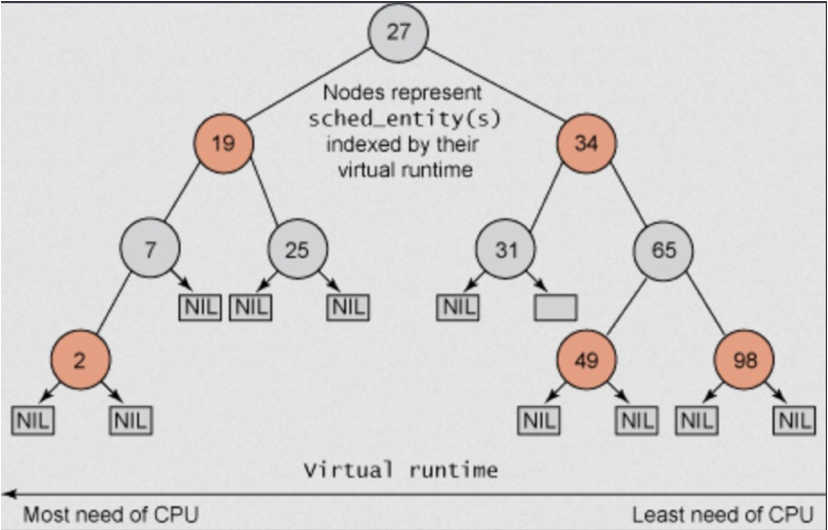 27
Nodes represent
sched_entity(s)
indexed by their
virtual runtime
19
34
7
25
31
65
NIL
NIL
NIL
NIL
2
49
98
NIL
NIL
NIL
NIL
NIL
NIL
Virtual runtime
Most need of CPU
Least need of CPU